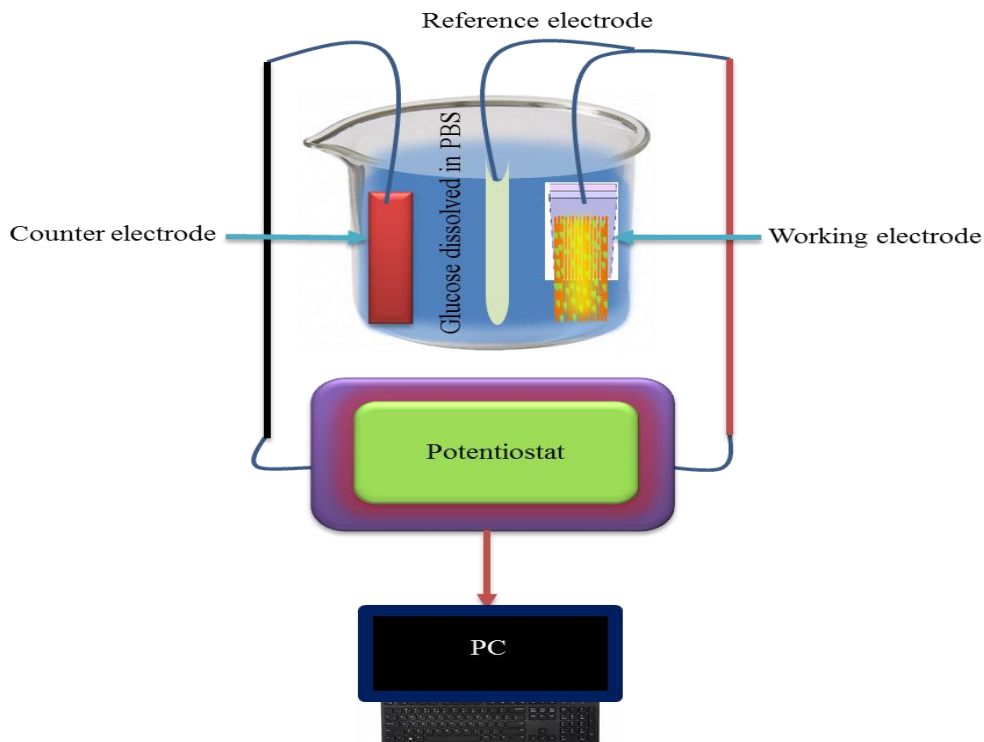 Reference electrode
Glucose dissolved in PBS
Counter electrode
Working electrode
Potentiostat
PC